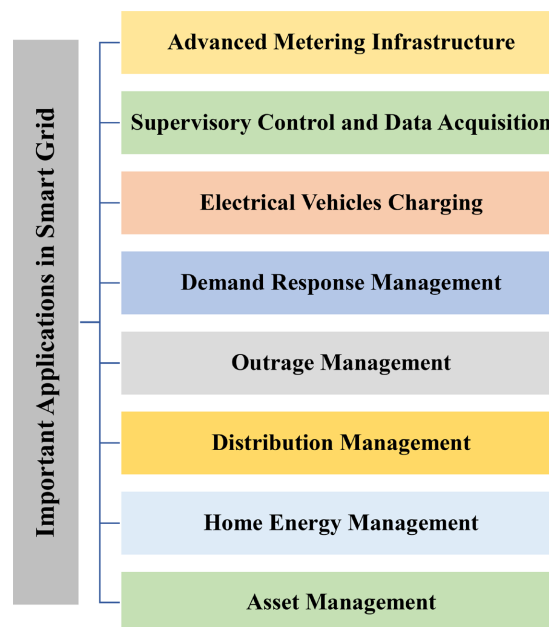 Important Applications in Smart Grid
Advanced Metering Infrastructure
Supervisory Control and Data Acquisition
Electrical Vehicles Charging
Demand Response Management
Outrage Management
Distribution Management
Home Energy Management
Asset Management